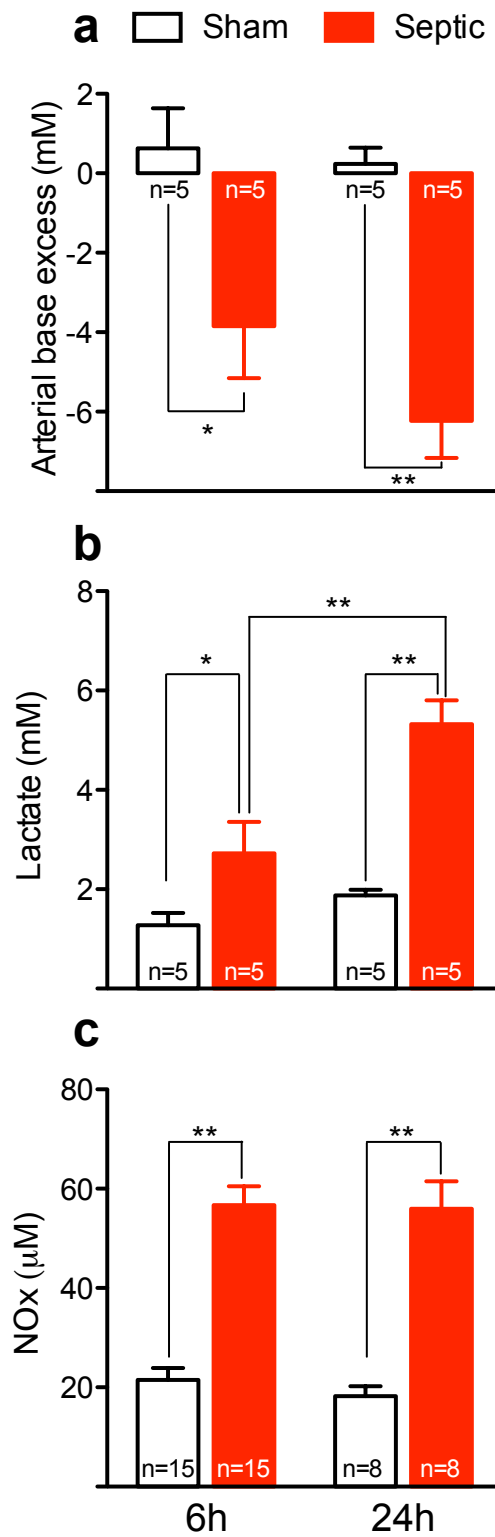 a Sham Septic
Arterial base excess (mM)
2
0
-2
-4
-6
n=5 n=5 n=5 n=5
*
**
b
Lactate (mM)
8
6
4
2
**
* **
n=5 n=5 n=5 n=5
c
NOx (μM)
80
60
40
20
** **
n=15 n=15 n=8 n=8
6h 24h